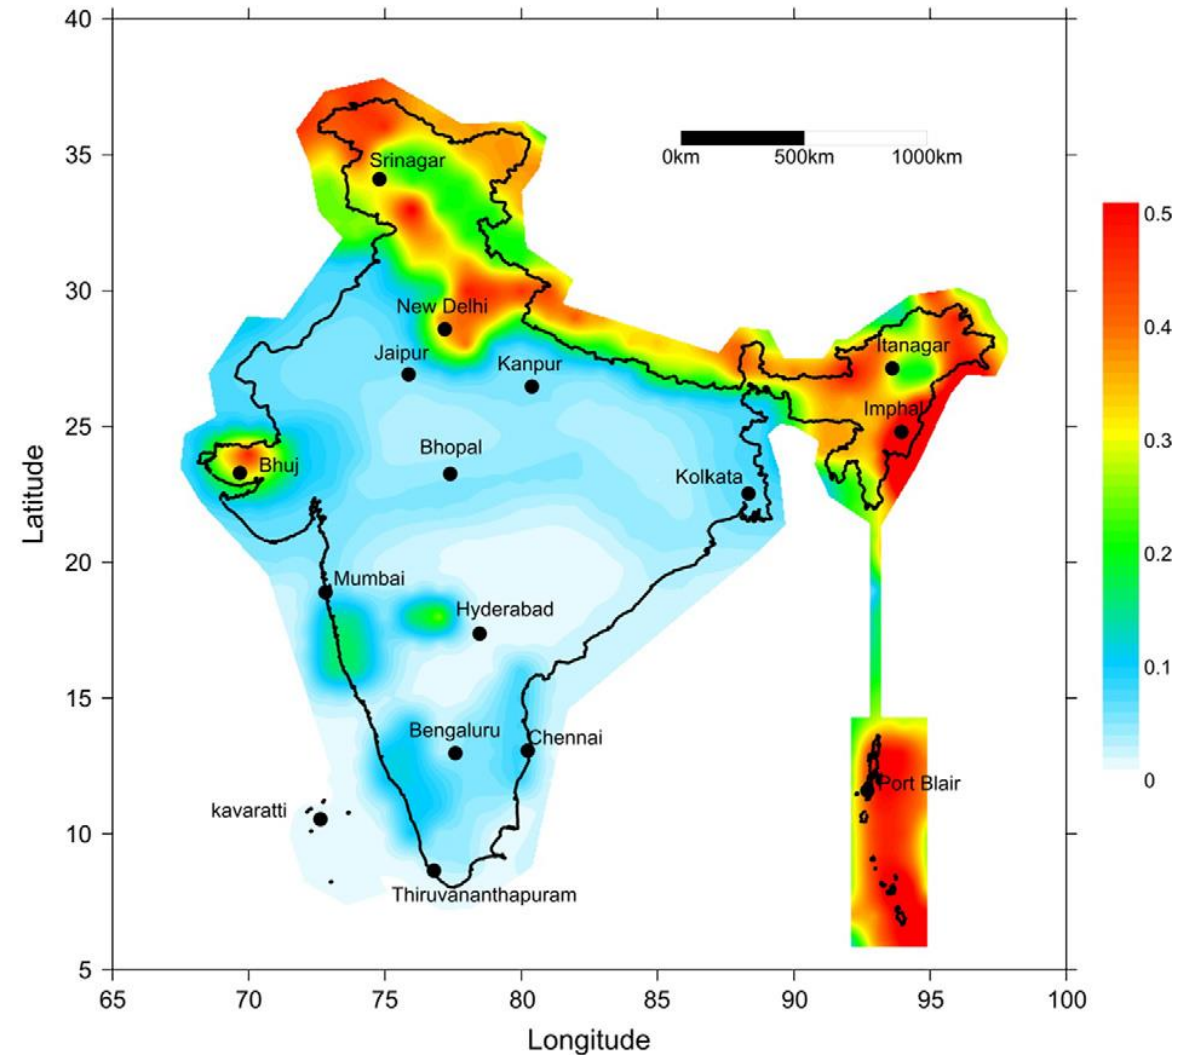 40
35
30
25
20
15
10
5
Latitude
65
70
75
80
85
90
95
100
Longitude
0km
500km
1000km
0.5
0.4
0.3
0.2
0.1
0
Srinagar
New Delhi
Jaipur
Kanpur
Itanagar
Imphal
Bhopal
Bhuj
Kolkata
Mumbai
Hyderabad
Bengaluru
Chennai
Port Blair
kavaratti
Thiruvananthapuram